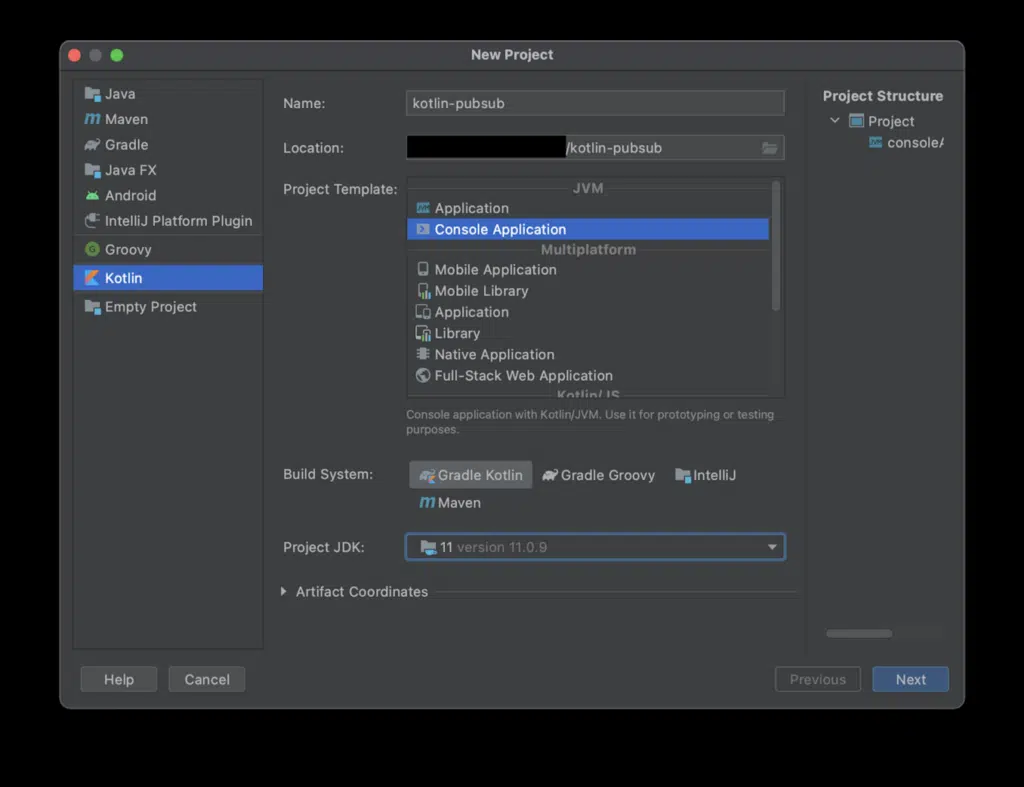 New Project
Java
Maven
Gradle
Java FX
Android
IntelliJ Platform Plugin
Groovy
Kotlin
Empty Project
Name: kotlin-pubsub
Location: /kotlin-pubsub
Project Template:
JVM
Application
Console Application
Multiplatform
Mobile Application
Mobile Library
Application
Library
Native Application
Full-Stack Web Application
Kotlin/JS
Console application with Kotlin/JVM. Use it for prototyping or testing
purposes.
Build System: Gradle Kotlin Gradle Groovy IntelliJ
Maven
Project JDK: 11 version 11.0.9
Artifact Coordinates
Project Structure
Project
consoleA
Help Cancel Previous Next